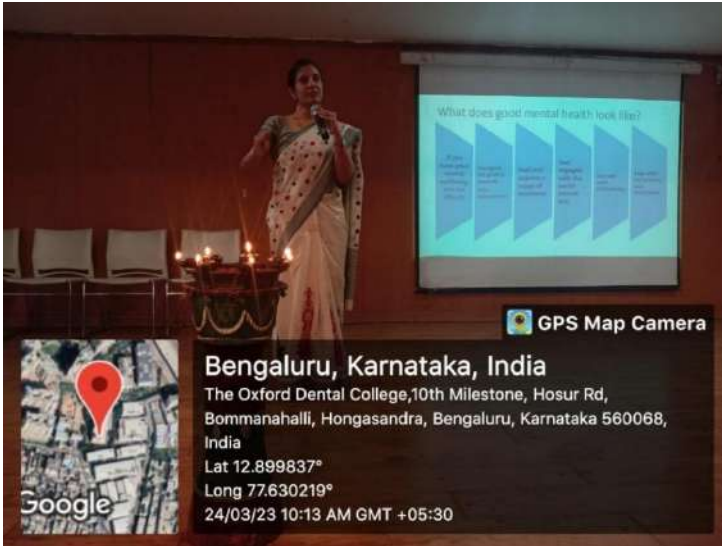 What does good mental health look like?
GPS Map Camera
Bengaluru, Karnataka, India
The Oxford Dental College,10th Milestone, Hosur Rd,
Bommanahalli, Hongasandra, Bengaluru, Karnataka 560068,
India
Lat 12.899837°
Long 77.630219°
24/03/23 10:13 AM GMT +05:30
Google